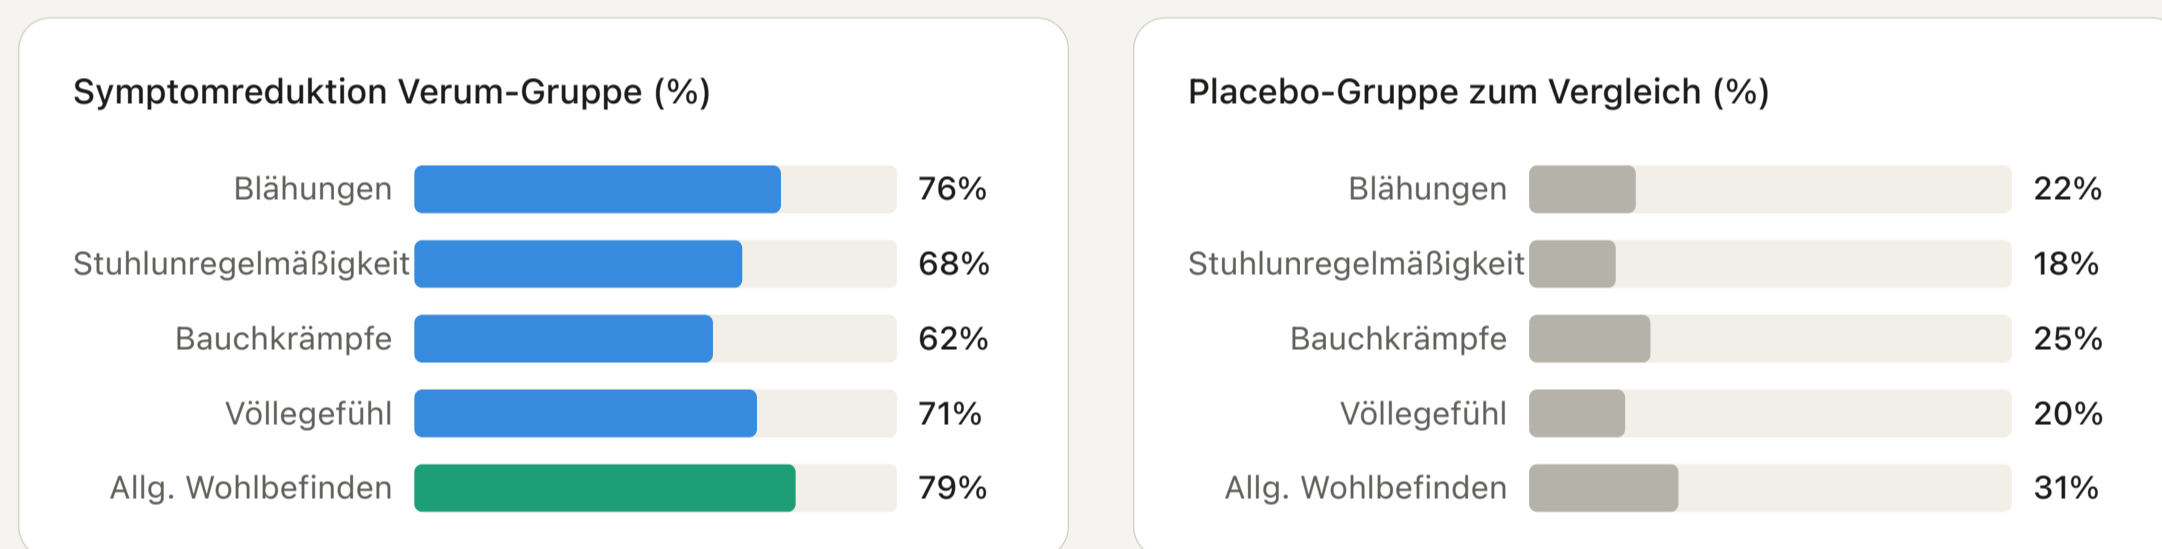 Symptomreduktion Verum-Gruppe (%)
Blähungen 76%
Stuhlunregelmäßigkeit 68%
Bauchkrämpfe 62%
Völlegefühl 71%
Allg. Wohlbefinden 79%
Placebo-Gruppe zum Vergleich (%)
Blähungen 22%
Stuhlunregelmäßigkeit 18%
Bauchkrämpfe 25%
Völlegefühl 20%
Allg. Wohlbefinden 31%